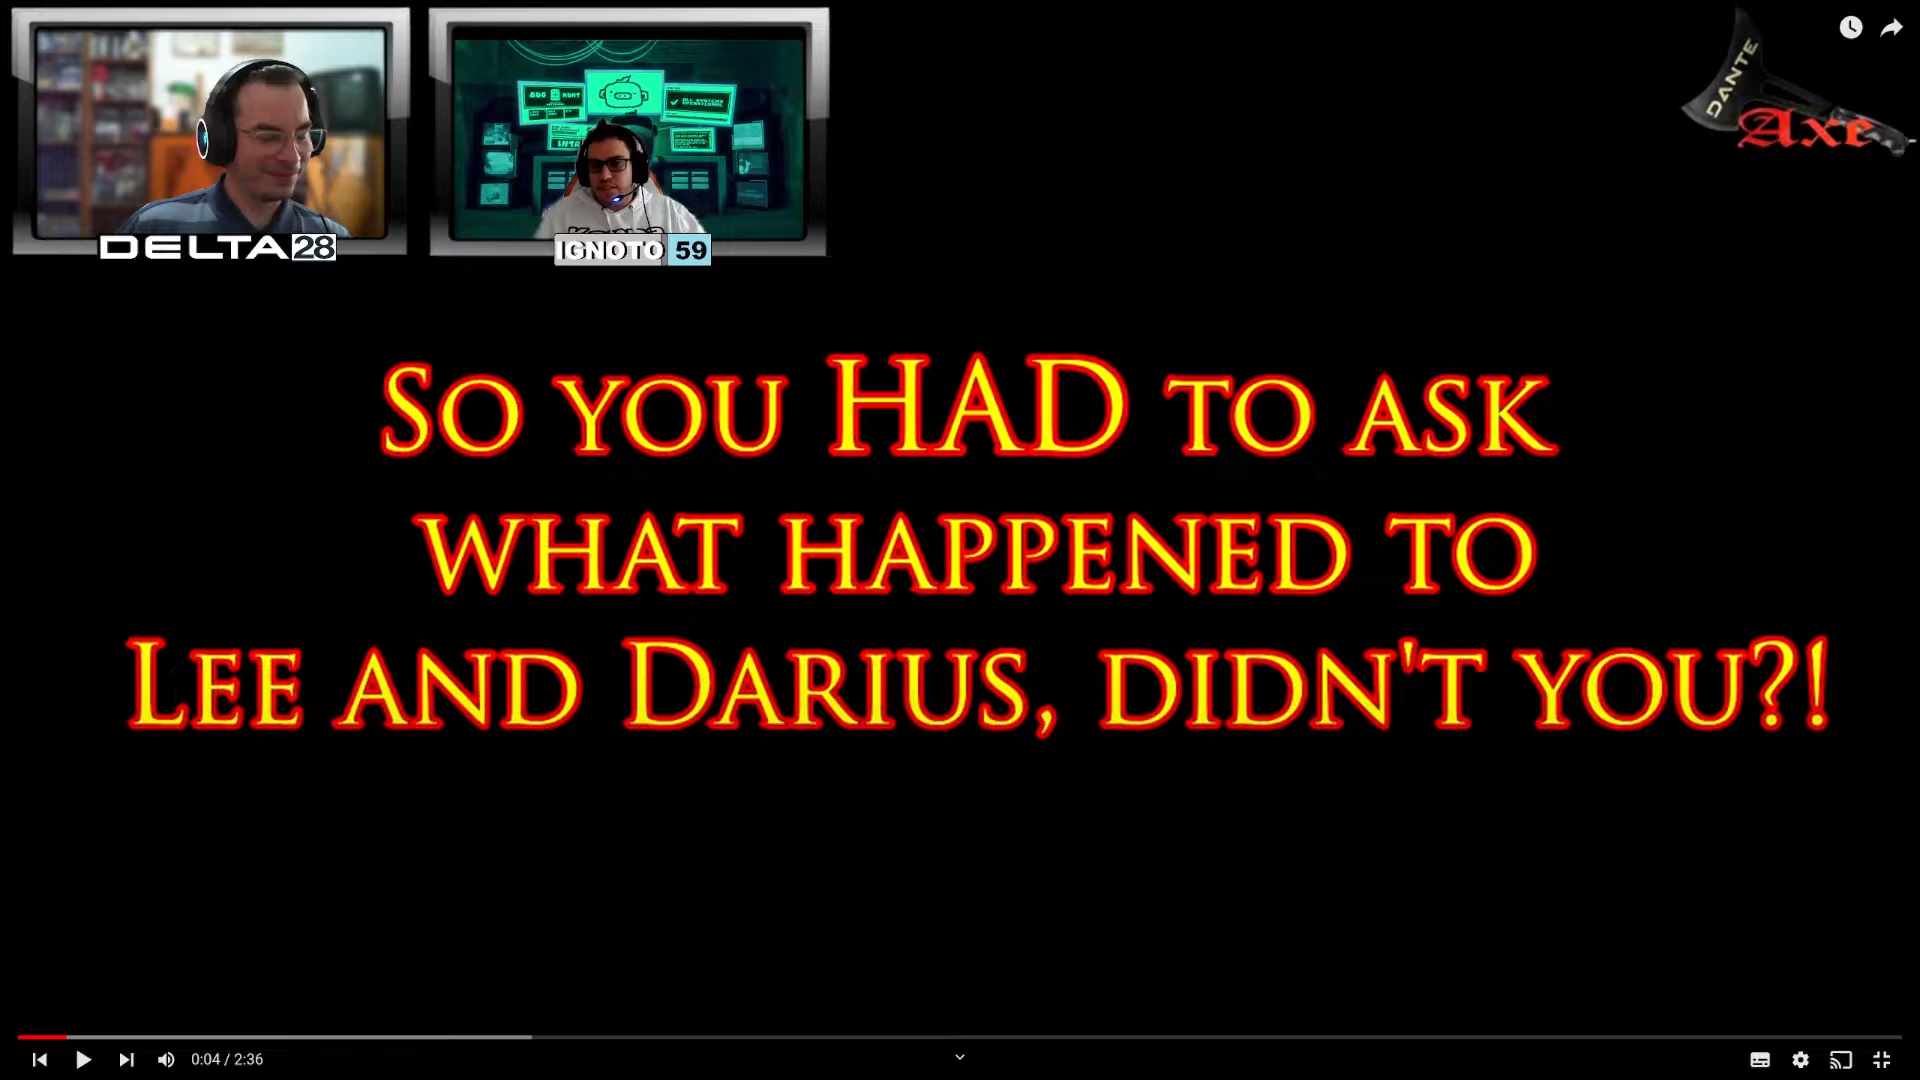 DELTA28
IGNOTO 59
DANTE
Axe
So you HAD to ask
what happened to
Lee and Darius, didn't you?!
0:04 / 2:36